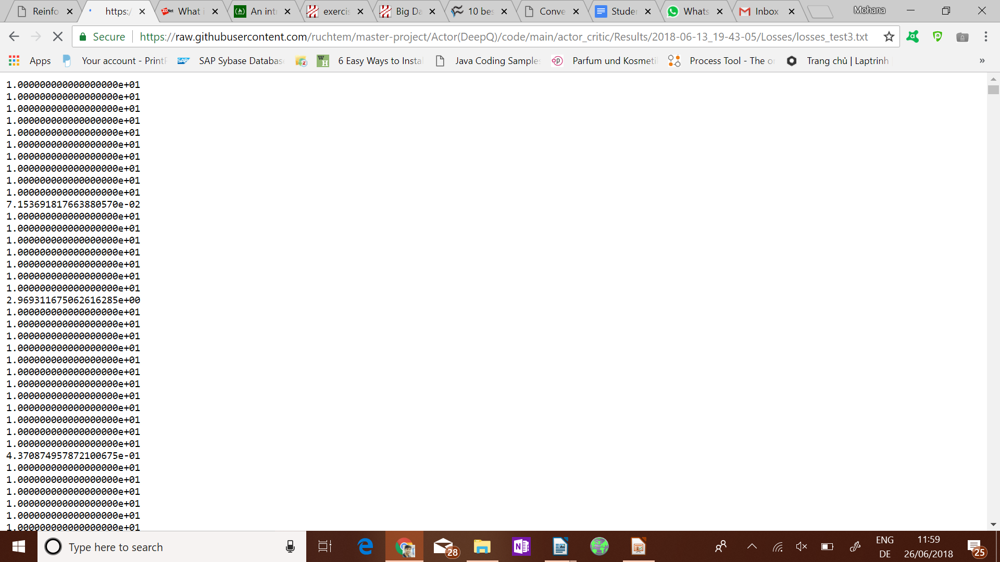 Reinfo
https:/
What i
An intr
exercis
Big Da
10 bes
Conve
Studen
Whats
Inbox
Mohana
Secure
https://raw.githubusercontent.com/ruchtem/master-project/Actor(DeepQ)/code/main/actor_critic/Results/2018-06-13_19-43-05/Losses/losses_test3.txt
Apps
Your account - PrintF
SAP Sybase Database
6 Easy Ways to Instal
Java Coding Samples
Parfum und Kosmeti
Process Tool - The o
Trang chủ | Laptrinh
»
1.000000000000000000e+01
1.000000000000000000e+01
1.000000000000000000e+01
1.000000000000000000e+01
1.000000000000000000e+01
1.000000000000000000e+01
1.000000000000000000e+01
1.000000000000000000e+01
1.000000000000000000e+01
1.000000000000000000e+01
7.153691817663880570e-02
1.000000000000000000e+01
1.000000000000000000e+01
1.000000000000000000e+01
1.000000000000000000e+01
1.000000000000000000e+01
1.000000000000000000e+01
1.000000000000000000e+01
2.969311675062616285e+00
1.000000000000000000e+01
1.000000000000000000e+01
1.000000000000000000e+01
1.000000000000000000e+01
1.000000000000000000e+01
1.000000000000000000e+01
1.000000000000000000e+01
1.000000000000000000e+01
1.000000000000000000e+01
1.000000000000000000e+01
1.000000000000000000e+01
1.000000000000000000e+01
4.370874957872100675e-01
1.000000000000000000e+01
1.000000000000000000e+01
1.000000000000000000e+01
1.000000000000000000e+01
1.000000000000000000e+01
1.000000000000000000e+01
Type here to search
28
ENG
DE
11:59
26/06/2018
25